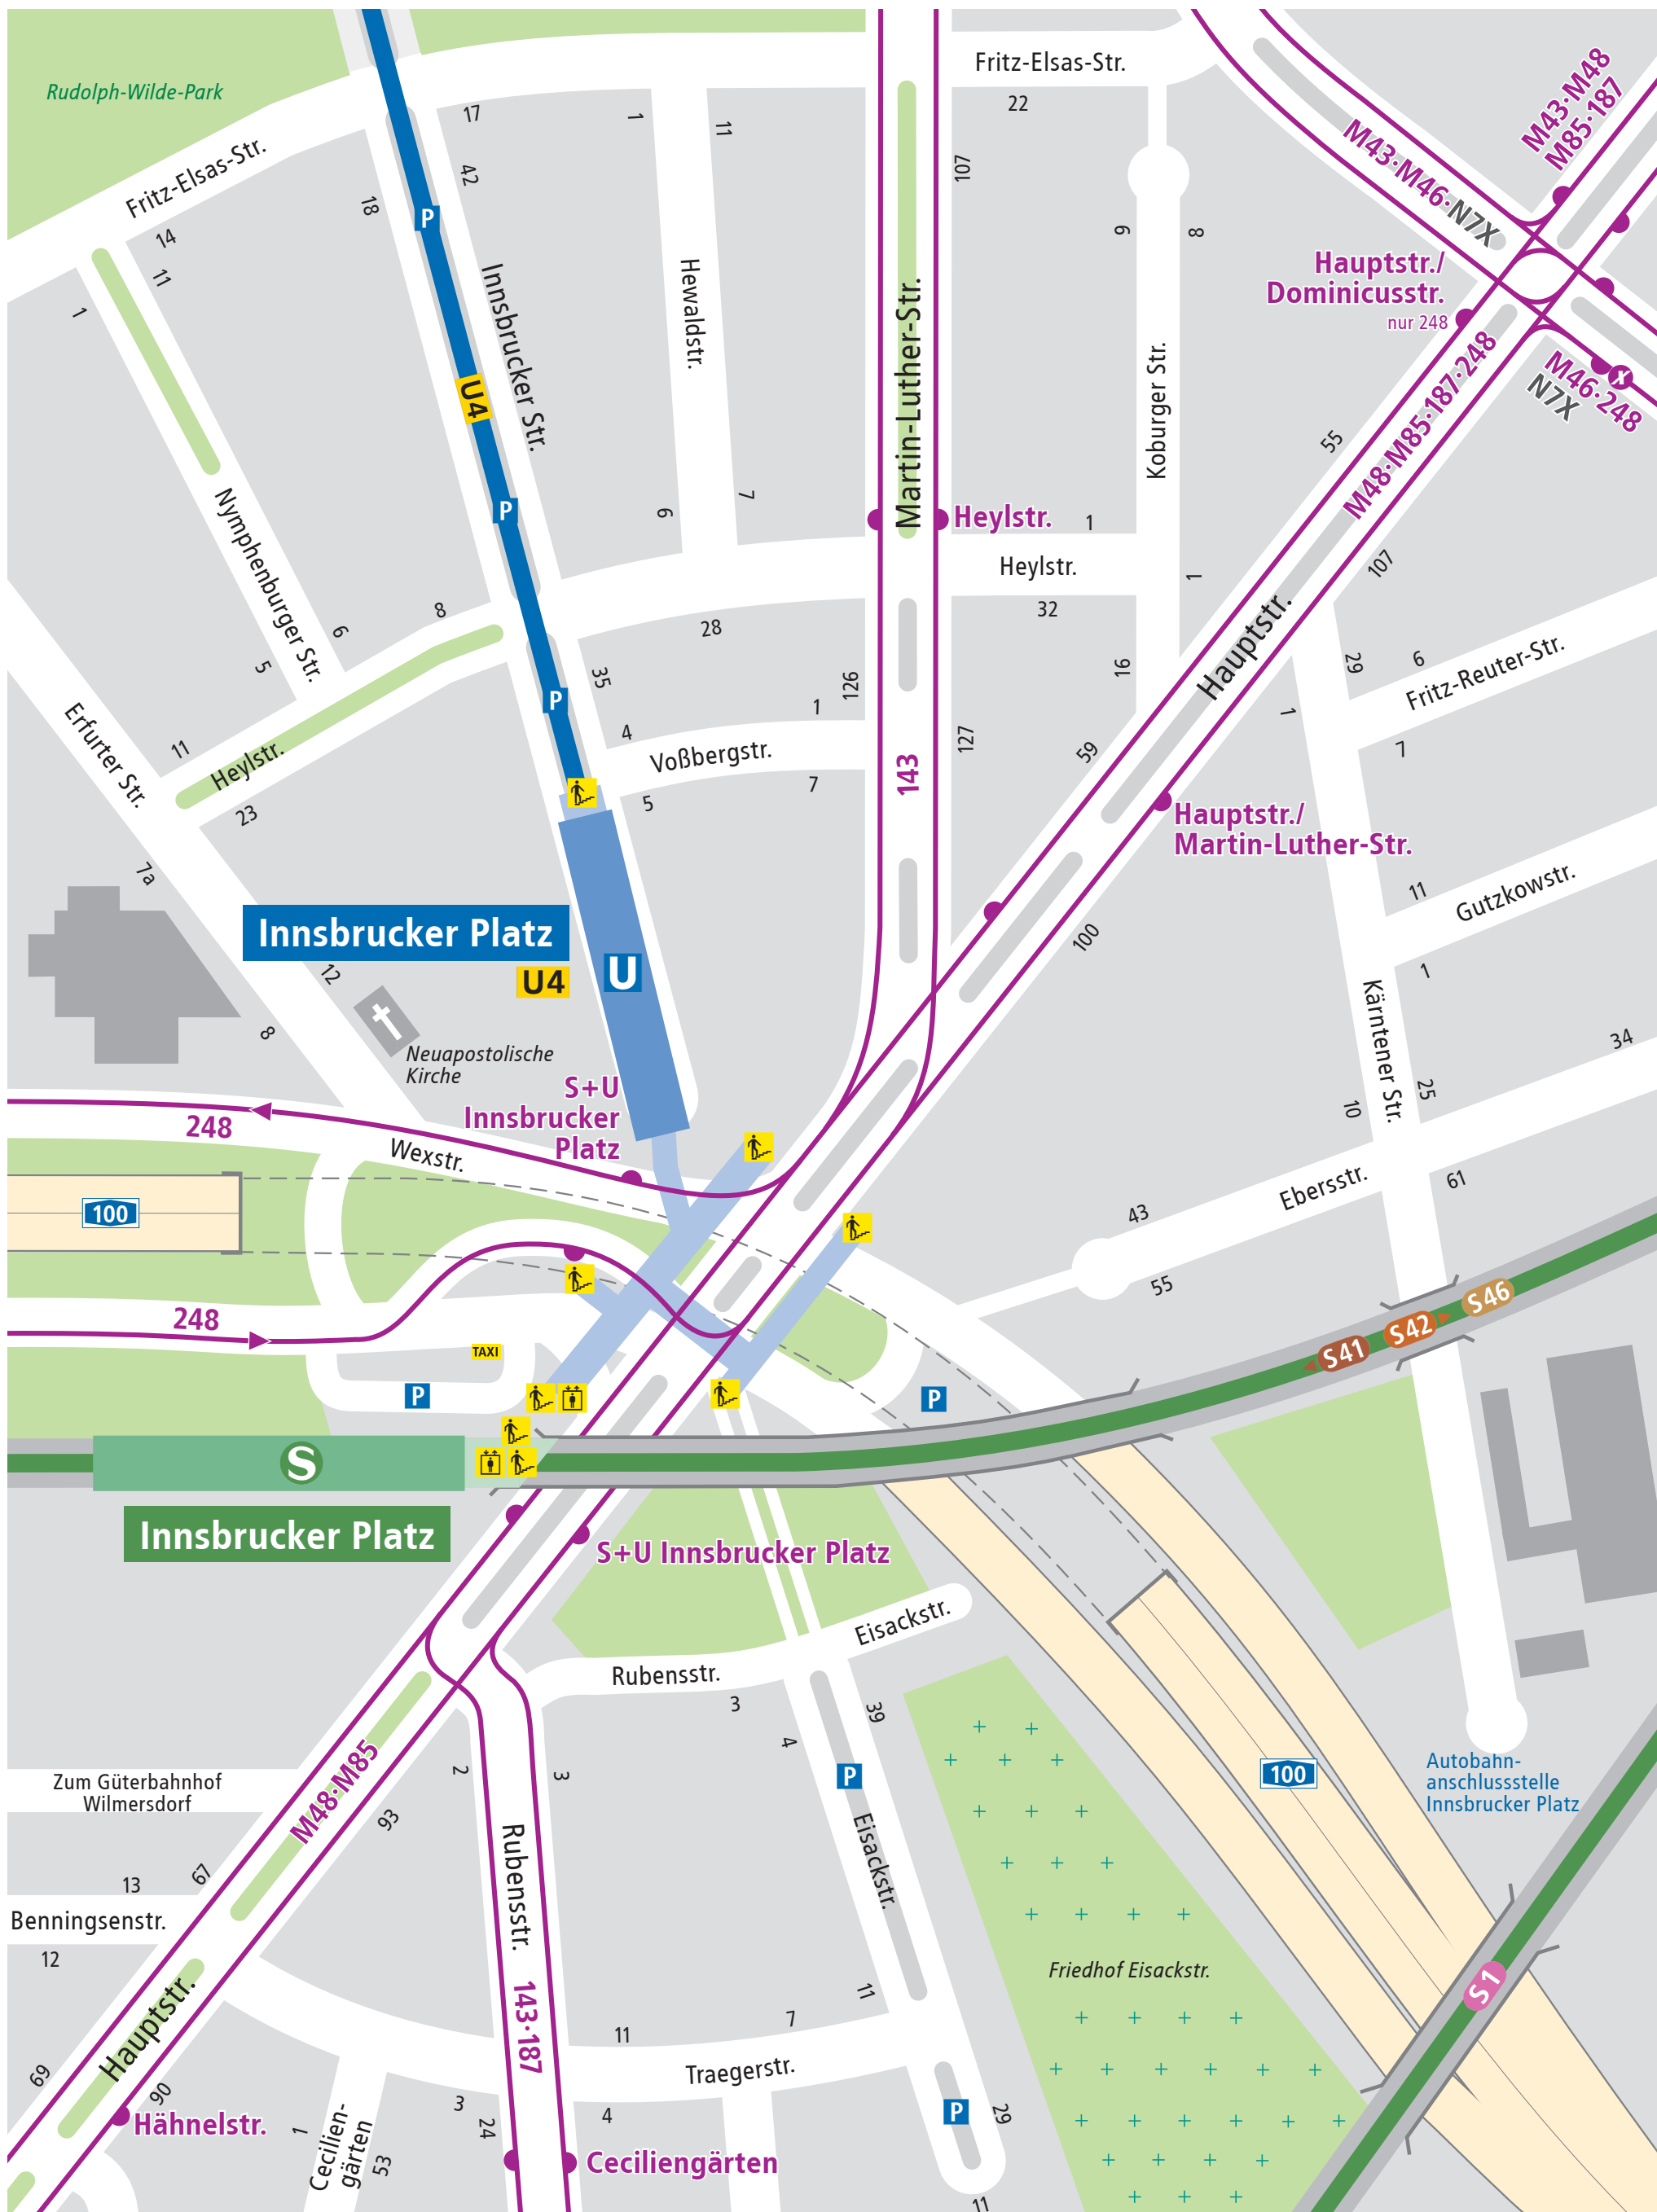 Rudolph-Wilde-Park
Fritz-Elsas-Str.
Fritz-Elsas-Str.
22
17
42
18
1
11
107
14
11
1
P
U4
Innsbrucker Str.
Hewaldstr.
Martin-Luther-Str.
9
8
Koburger Str.
M43·M48
M85·187
M43·M46·N7X
Hauptstr./
Dominicusstr.
nur 248
M46·248
N7X
X
M48·M85·187·248
55
107
Nymphenburger Str.
P
6
7
Heylstr.
1
Heylstr.
32
1
28
8
6
5
35
P
126
127
16
Hauptstr.
29
6
Fritz-Reuter-Str.
7
1
Erfurter Str.
11
Heylstr.
23
4
1
Voßbergstr.
5
7
143
59
Hauptstr./
Martin-Luther-Str.
7a
Innsbrucker Platz
U4
U
12
8
Neuapostolische
Kirche
100
11
Gutzkowstr.
1
Kärntener Str.
34
25
10
S+U
Innsbrucker
Platz
248
Wexstr.
100
Ebersstr.
61
43
55
248
TAXI
P
P
S41
S42
S46
S
Innsbrucker Platz
S+U Innsbrucker Platz
Eisackstr.
Rubensstr.
3
39
4
P
2
3
Zum Güterbahnhof
Wilmersdorf
M48·M85
93
67
13
Benningsenstr.
12
Rubensstr.
Eisackstr.
100
Autobahn-
anschlussstelle
Innsbrucker Platz
Friedhof Eisackstr.
S1
Hauptstr.
69
90
Hähnelstr.
143·187
11
7
11
Traegerstr.
3
24
4
P
29
1
Cecilien-
gärten
53
Ceciliengärten
11